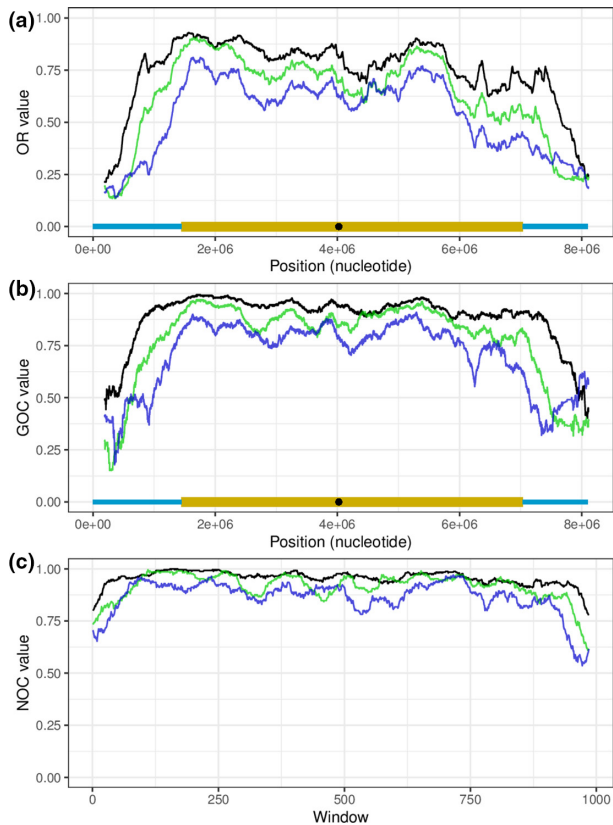 (a)
OR value
1.00
0.75
0.50
0.25
0.00
0e+00 2e+06 4e+06 6e+06 8e+06
Position (nucleotide)
(b)
GOC value
1.00
0.75
0.50
0.25
0.00
0e+00 2e+06 4e+06 6e+06 8e+06
Position (nucleotide)
(c)
NOC value
1.00
0.75
0.50
0.25
0.00
0 250 500 750 1000
Window